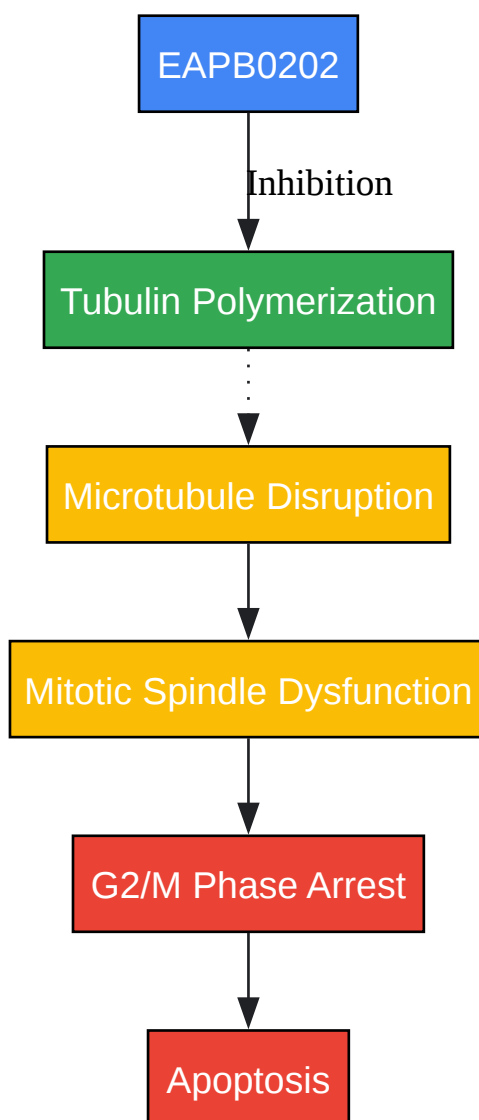 EAPB0202
Inhibition
Tubulin Polymerization
Microtubule Disruption
Mitotic Spindle Dysfunction
G2/M Phase Arrest
Apoptosis